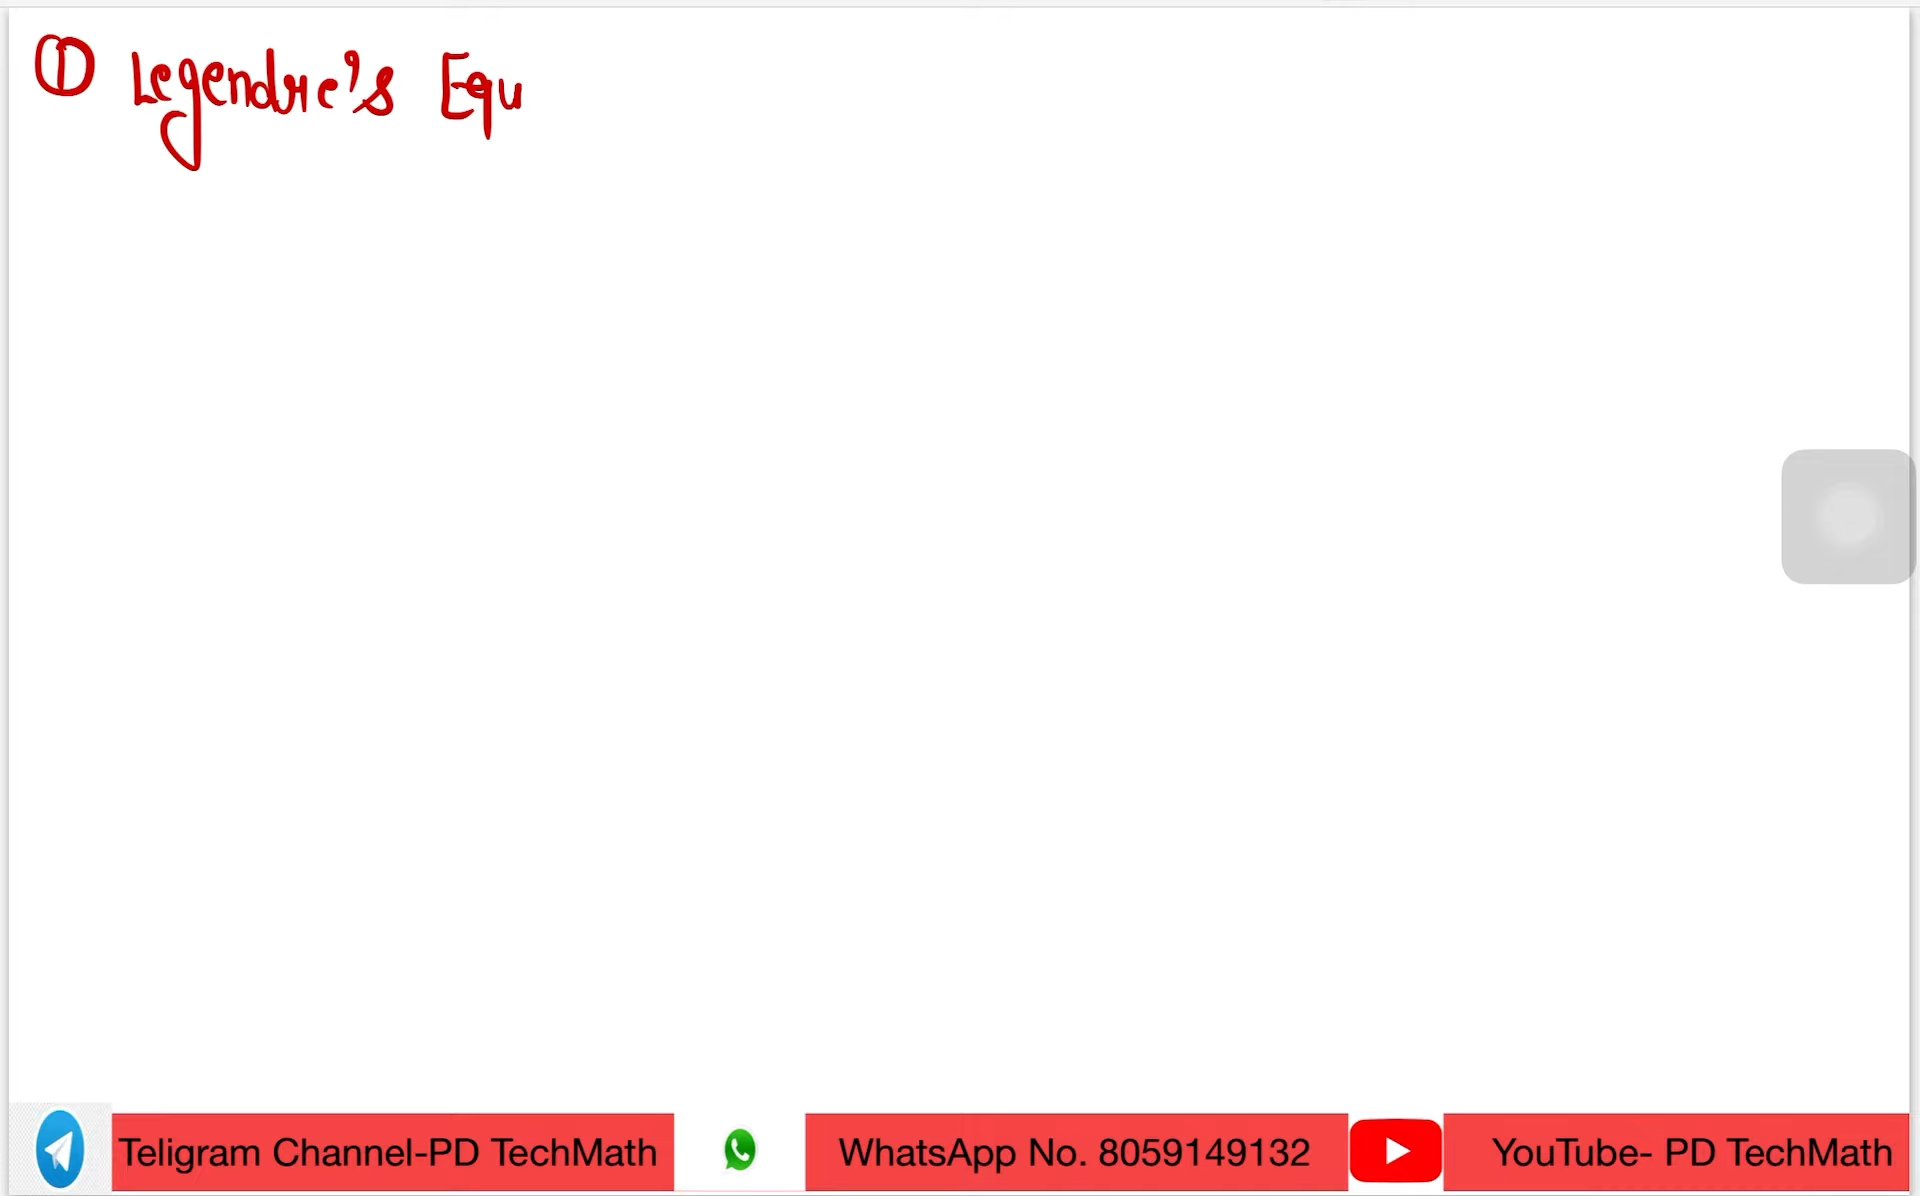 ① Legendre's Equ
Teligram Channel-PD TechMath WhatsApp No. 8059149132 YouTube- PD TechMath